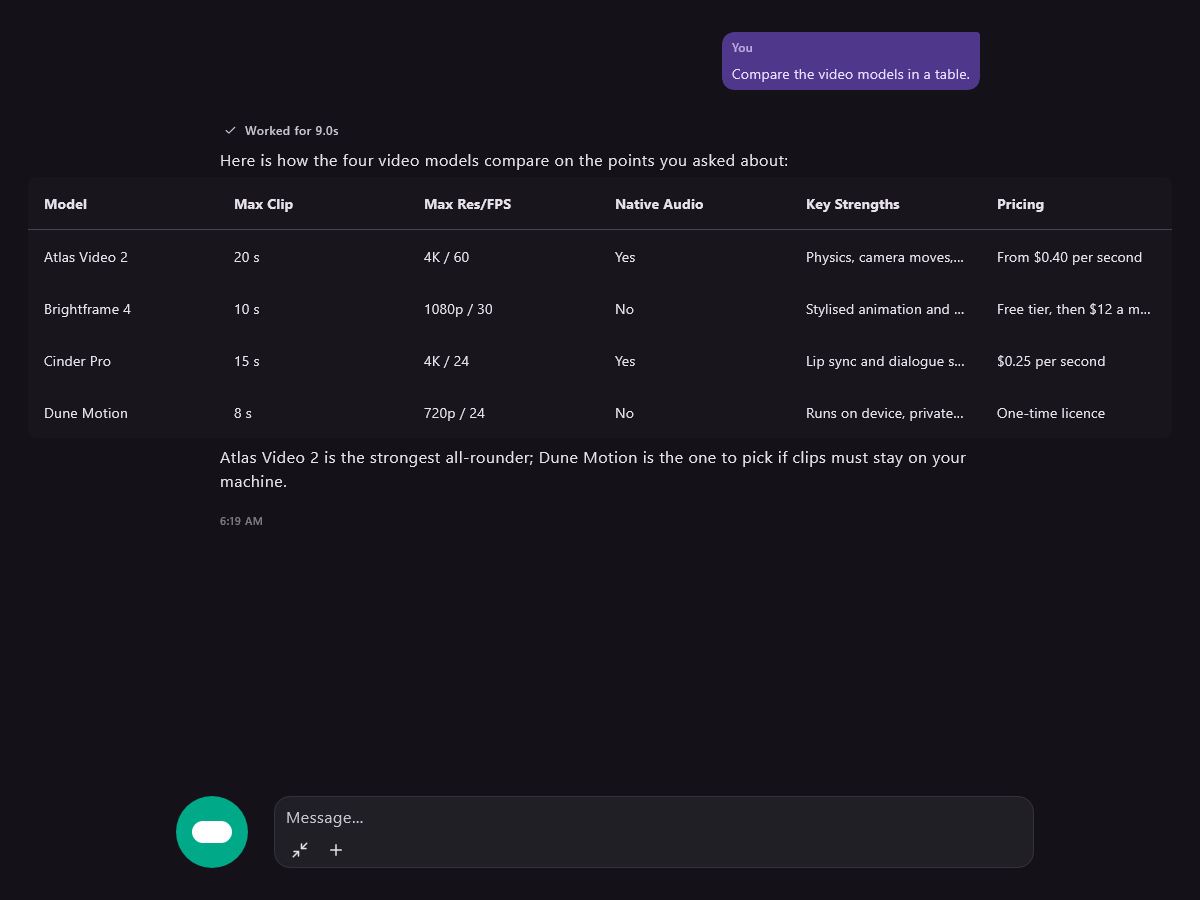 You
Compare the video models in a table.
Worked for 9.0s
Here is how the four video models compare on the points you asked about:
Model Max Clip Max Res/FPS Native Audio Key Strengths Pricing
Atlas Video 2 20 s 4K / 60 Yes Physics, camera moves,... From $0.40 per second
Brightframe 4 10 s 1080p / 30 No Stylised animation and ... Free tier, then $12 a m...
Cinder Pro 15 s 4K / 24 Yes Lip sync and dialogue s... $0.25 per second
Dune Motion 8 s 720p / 24 No Runs on device, private... One-time licence
Atlas Video 2 is the strongest all-rounder; Dune Motion is the one to pick if clips must stay on your
machine.
6:19 AM
Message...